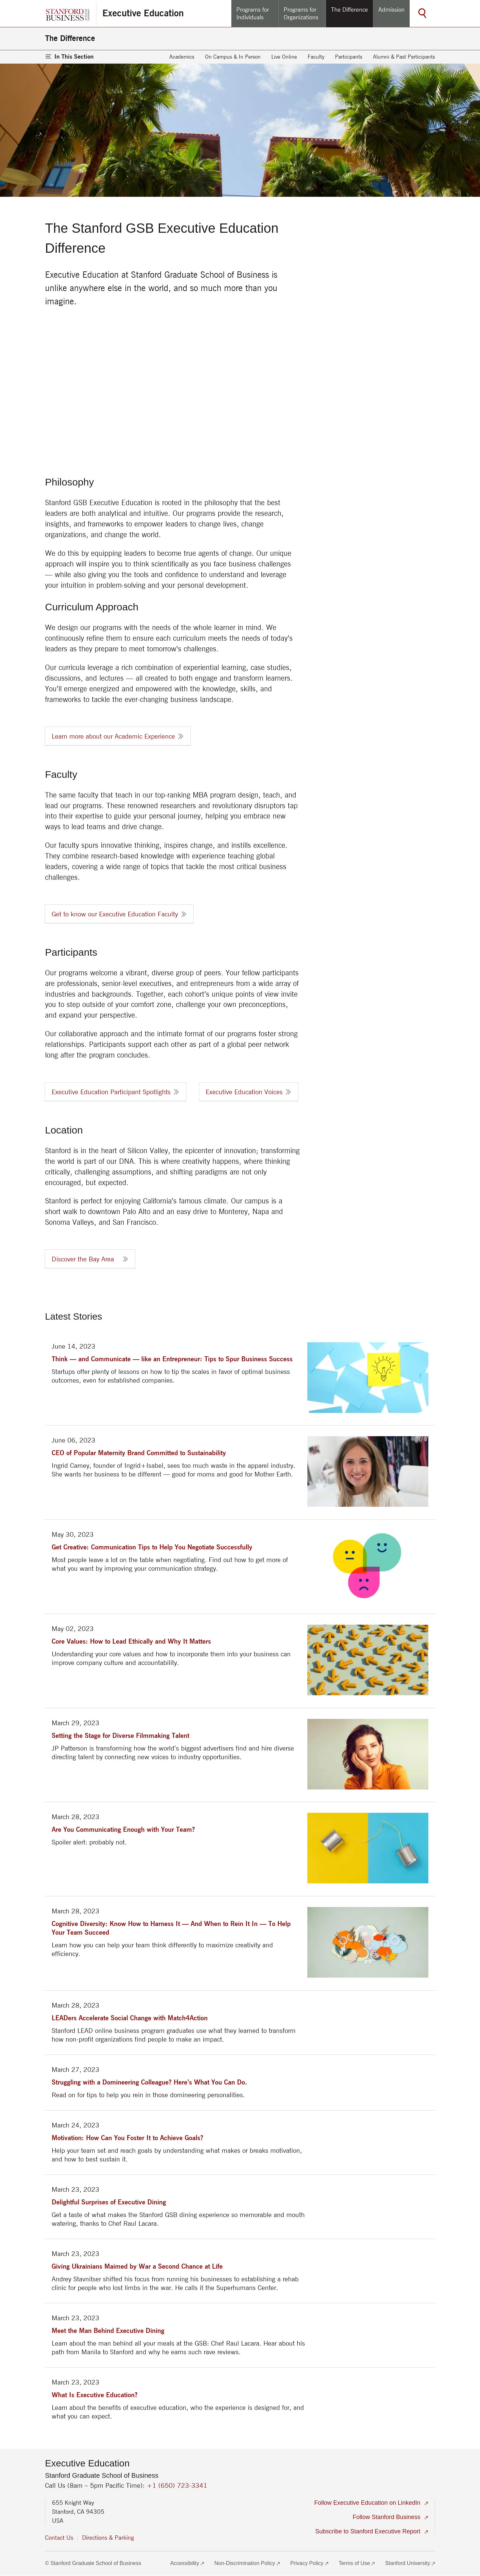 STANFORD
BUSINESS
Executive Education
Programs for
Individuals
Programs for
Organizations
The Difference
Admission
The Difference
In This Section
Academics
On Campus & In Person
Live Online
Faculty
Participants
Alumni & Past Participants
The Stanford GSB Executive Education
Difference
Executive Education at Stanford Graduate School of Business is
unlike anywhere else in the world, and so much more than you
imagine.
Philosophy
Stanford GSB Executive Education is rooted in the philosophy that the best
leaders are both analytical and intuitive. Our programs provide the research,
insights, and frameworks to empower leaders to change lives, change
organizations, and change the world.
We do this by equipping leaders to become true agents of change. Our unique
approach will inspire you to think scientifically as you face business challenges
— while also giving you the tools and confidence to understand and leverage
your intuition in problem-solving and your personal development.
Curriculum Approach
We design our programs with the needs of the whole learner in mind. We
continuously refine them to ensure each curriculum meets the needs of today's
leaders as they prepare to meet tomorrow's challenges.
Our curricula leverage a rich combination of experiential learning, case studies,
discussions, and lectures — all created to both engage and transform learners.
You'll emerge energized and empowered with the knowledge, skills, and
frameworks to tackle the ever-changing business landscape.
Learn more about our Academic Experience
Faculty
The same faculty that teach in our top-ranking MBA program design, teach, and
lead our programs. These renowned researchers and revolutionary disruptors tap
into their expertise to guide your personal journey, helping you embrace new
ways to lead teams and drive change.
Our faculty spurs innovative thinking, inspires change, and instills excellence.
They combine research-based knowledge with experience teaching global
leaders, covering a wide range of topics that tackle the most critical business
challenges.
Get to know our Executive Education Faculty
Participants
Our programs welcome a vibrant, diverse group of peers. Your fellow participants
are professionals, senior-level executives, and entrepreneurs from a wide array of
industries and backgrounds. Together, each cohort's unique points of view invite
you to step outside of your comfort zone, challenge your own preconceptions,
and expand your perspective.
Our collaborative approach and the intimate format of our programs foster strong
relationships. Participants support each other as part of a global peer network
long after the program concludes.
Executive Education Participant Spotlights
Executive Education Voices
Location
Stanford is in the heart of Silicon Valley, the epicenter of innovation; transforming
the world is part of our DNA. This is where creativity happens, where thinking
critically, challenging assumptions, and shifting paradigms are not only
encouraged, but expected.
Stanford is perfect for enjoying California's famous climate. Our campus is a
short walk to downtown Palo Alto and an easy drive to Monterey, Napa and
Sonoma Valleys, and San Francisco.
Discover the Bay Area
Latest Stories
June 14, 2023
Think — and Communicate — like an Entrepreneur: Tips to Spur Business Success
Startups offer plenty of lessons on how to tip the scales in favor of optimal business
outcomes, even for established companies.
June 06, 2023
CEO of Popular Maternity Brand Committed to Sustainability
Ingrid Carney, founder of Ingrid+Isabel, sees too much waste in the apparel industry.
She wants her business to be different — good for moms and good for Mother Earth.
May 30, 2023
Get Creative: Communication Tips to Help You Negotiate Successfully
Most people leave a lot on the table when negotiating. Find out how to get more of
what you want by improving your communication strategy.
May 02, 2023
Core Values: How to Lead Ethically and Why It Matters
Understanding your core values and how to incorporate them into your business can
improve company culture and accountability.
March 29, 2023
Setting the Stage for Diverse Filmmaking Talent
JP Patterson is transforming how the world's biggest advertisers find and hire diverse
directing talent by connecting new voices to industry opportunities.
March 28, 2023
Are You Communicating Enough with Your Team?
Spoiler alert: probably not.
March 28, 2023
Cognitive Diversity: Know How to Harness It — And When to Rein It In — To Help
Your Team Succeed
Learn how you can help your team think differently to maximize creativity and
efficiency.
March 28, 2023
LEADers Accelerate Social Change with Match4Action
Stanford LEAD online business program graduates use what they learned to transform
how non-profit organizations find people to make an impact.
March 27, 2023
Struggling with a Domineering Colleague? Here's What You Can Do.
Read on for tips to help you rein in those domineering personalities.
March 24, 2023
Motivation: How Can You Foster It to Achieve Goals?
Help your team set and reach goals by understanding what makes or breaks motivation,
and how to best sustain it.
March 23, 2023
Delightful Surprises of Executive Dining
Get a taste of what makes the Stanford GSB dining experience so memorable and mouth
watering, thanks to Chef Raul Lacara.
March 23, 2023
Giving Ukrainians Maimed by War a Second Chance at Life
Andrey Stavnitser shifted his focus from running his businesses to establishing a rehab
clinic for people who lost limbs in the war. He calls it the Superhumans Center.
March 23, 2023
Meet the Man Behind Executive Dining
Learn about the man behind all your meals at the GSB: Chef Raul Lacara. Hear about his
path from Manila to Stanford and why he earns such rave reviews.
March 23, 2023
What Is Executive Education?
Learn about the benefits of executive education, who the experience is designed for, and
what you can expect.
Executive Education
Stanford Graduate School of Business
Call Us (8am – 5pm Pacific Time): +1 (650) 723-3341
655 Knight Way
Stanford, CA 94305
USA
Contact Us
Directions & Parking
Follow Executive Education on LinkedIn
Follow Stanford Business
Subscribe to Stanford Executive Report
© Stanford Graduate School of Business
Accessibility
Non-Discrimination Policy
Privacy Policy
Terms of Use
Stanford University